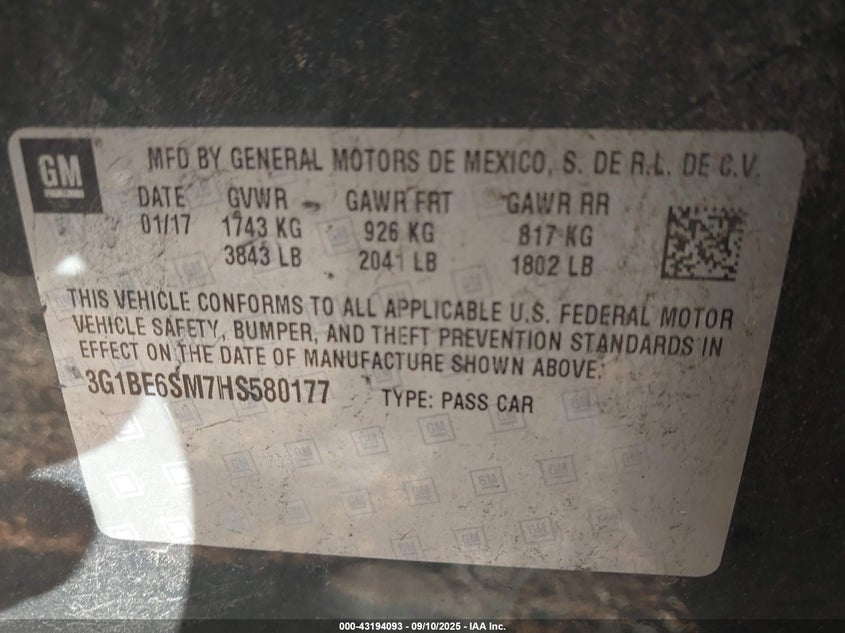 GM
MFD BY GENERAL MOTORS DE MEXICO, S. DE R.L. DE C.V.
DATE GVWR GAWR FRT GAWR RR
01/17 1743 KG 926 KG 817 KG
3843 LB 2041 LB 1802 LB
THIS VEHICLE CONFORMS TO ALL APPLICABLE U.S. FEDERAL MOTOR
VEHICLE SAFETY, BUMPER, AND THEFT PREVENTION STANDARDS IN
EFFECT ON THE DATE OF MANUFACTURE SHOWN ABOVE.
3G1BE6SM7HS580177 TYPE: PASS CAR
000-43194093 - 09/10/2025 - IAA Inc.